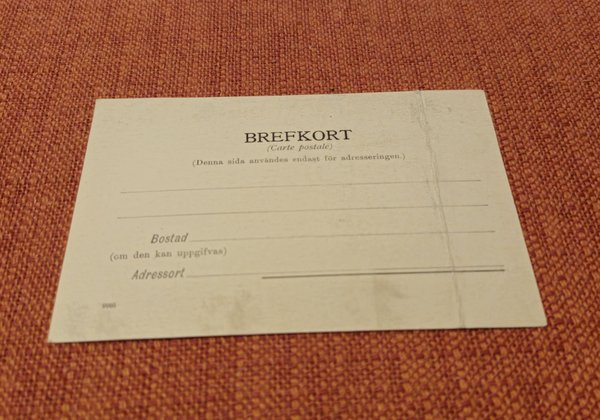 BREFKORT
(Carte postale)
(Denna sida användes endast för adresseringen.)
Bostad
(om den kan uppgifvas)
Adressort